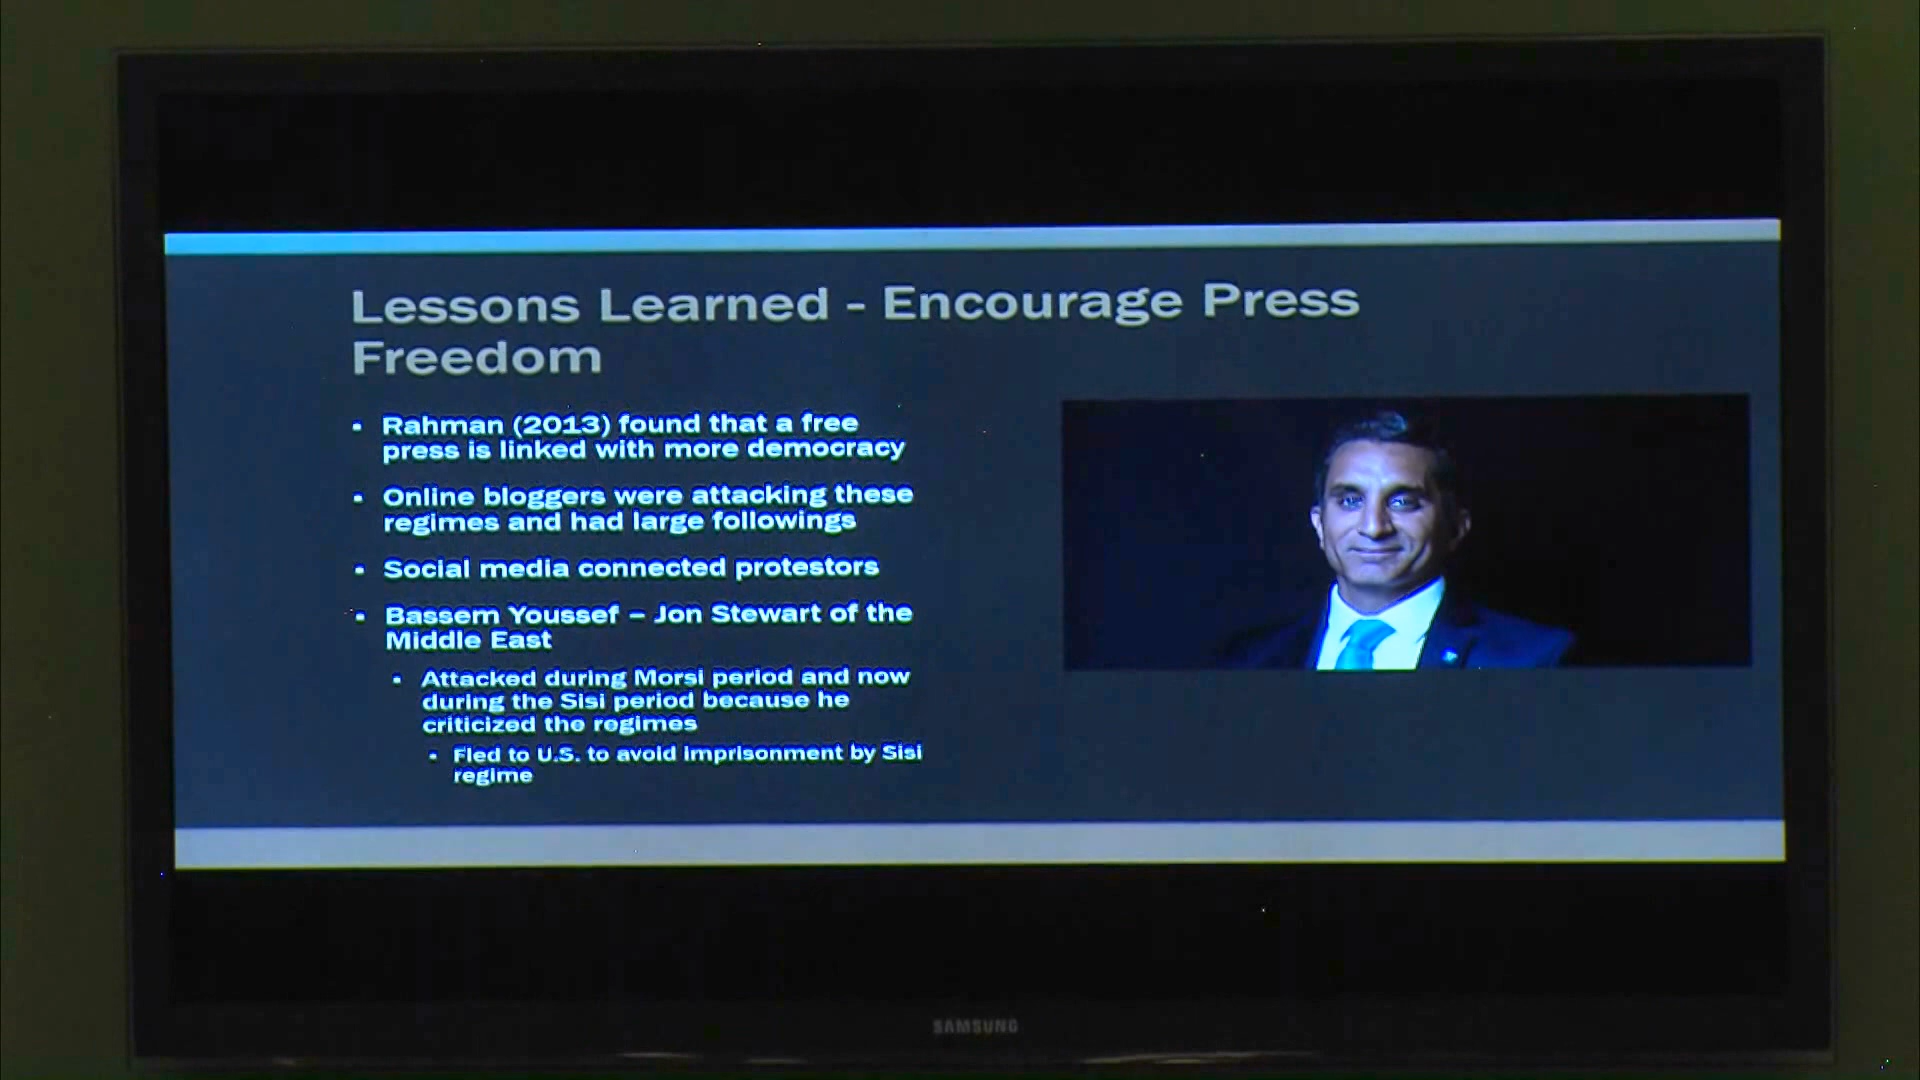 Lessons Learned - Encourage Press
Freedom
▪ Rahman (2013) found that a free
press is linked with more democracy
▪ Online bloggers were attacking these
regimes and had large followings
▪ Social media connected protestors
▪ Bassem Youssef – Jon Stewart of the
Middle East
▪ Attacked during Morsi period and now
during the Sisi period because he
criticized the regimes
▪ Fled to U.S. to avoid imprisonment by Sisi
regime
SAMSUNG